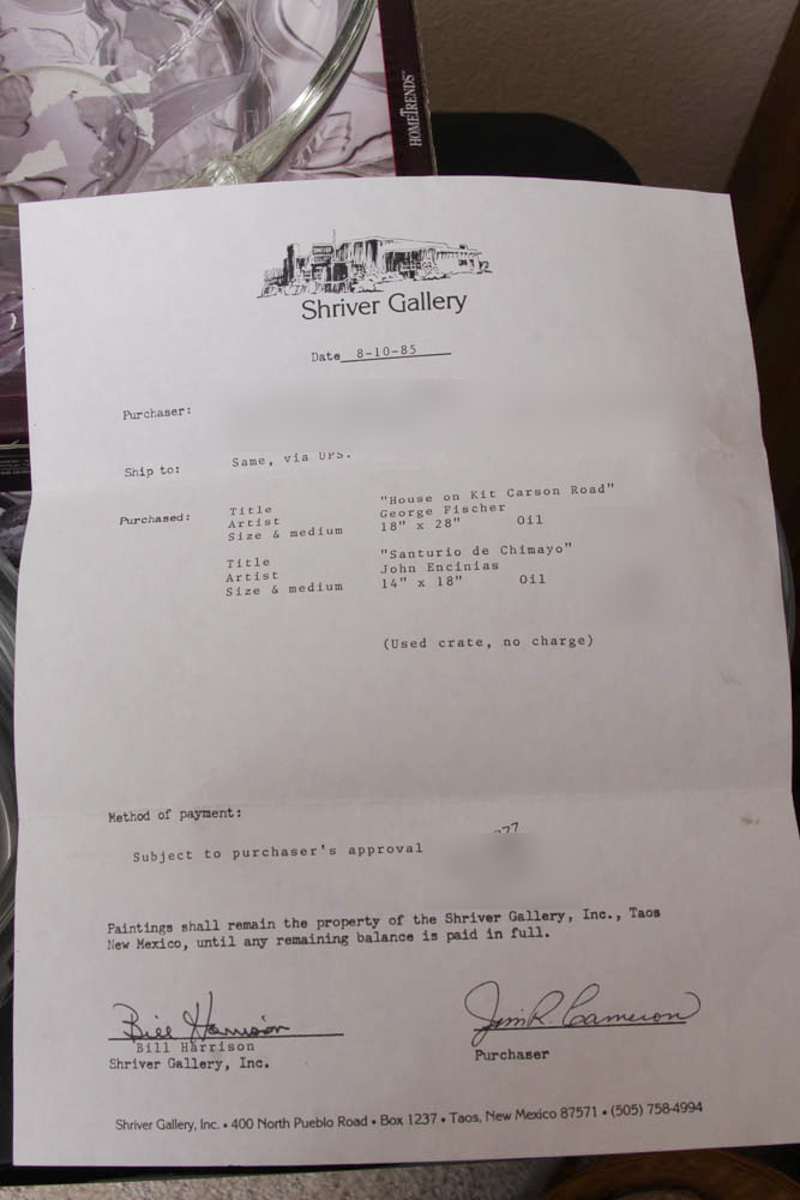 HOMETRENDS
Shriver Gallery
Date 8-10-85
Purchaser:
Ship to: Same, via UPS.
Purchased: Title "House on Kit Carson Road"
Artist George Fischer
Size & medium 18" x 28" Oil
Title "Santurio de Chimayo"
Artist John Encinias
Size & medium 14" x 18" Oil
(Used crate, no charge)
Method of payment:
Subject to purchaser's approval
Paintings shall remain the property of the Shriver Gallery, Inc., Taos
New Mexico, until any remaining balance is paid in full.
Bill Harrison Jim R. Cameron
Bill Harrison
Shriver Gallery, Inc. Purchaser
Shriver Gallery, Inc. • 400 North Pueblo Road • Box 1237 • Taos, New Mexico 87571 • (505) 758-4994